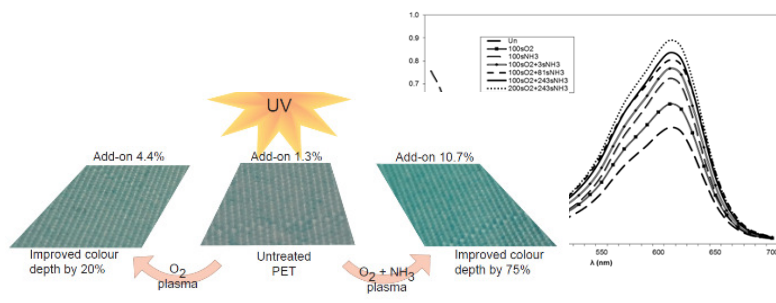 UV
Add-on 4.4%
Add-on 1.3%
Add-on 10.7%
Improved colour
depth by 20%
O2
plasma
Untreated
PET
O2 + NH3
plasma
Improved colour
depth by 75%
1.0
0.9
0.8
0.7
Un
100sO2
100sNH3
100sO2+3sNH3
100sO2+81sNH3
100sO2+243sNH3
200sO2+243sNH3
550
600
650
700
λ (nm)